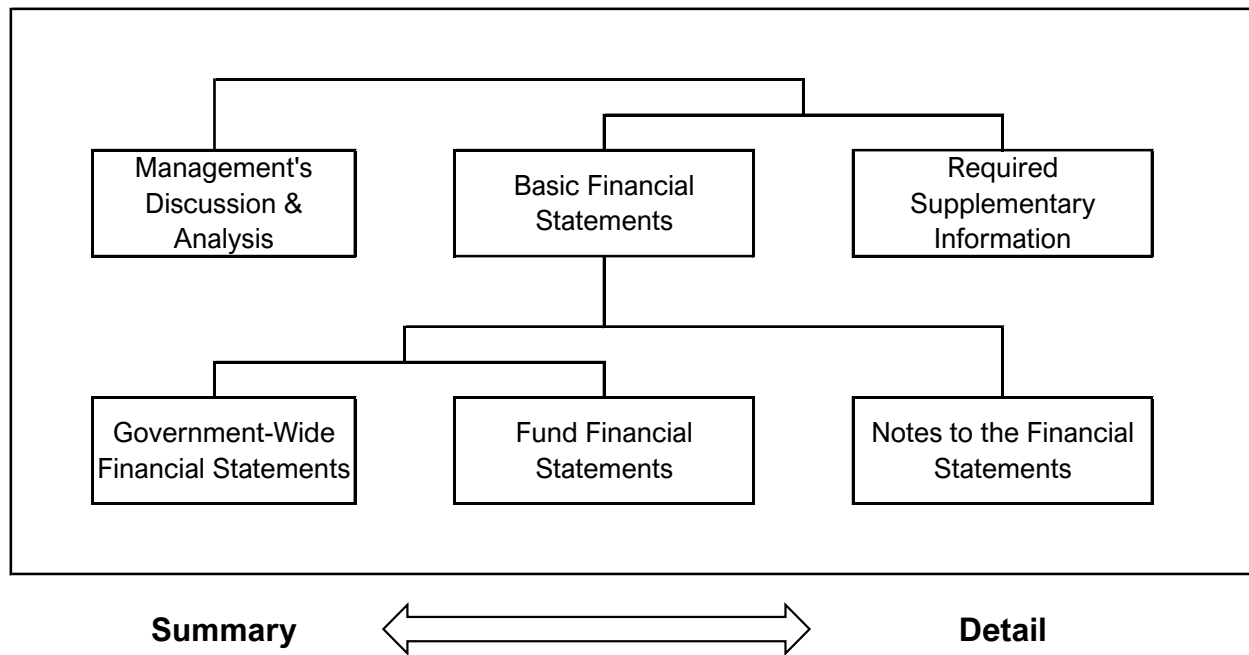 Management's
Discussion &
Analysis
Basic Financial
Statements
Required
Supplementary
Information
Government-Wide
Financial Statements
Fund Financial
Statements
Notes to the Financial
Statements
Summary
Detail